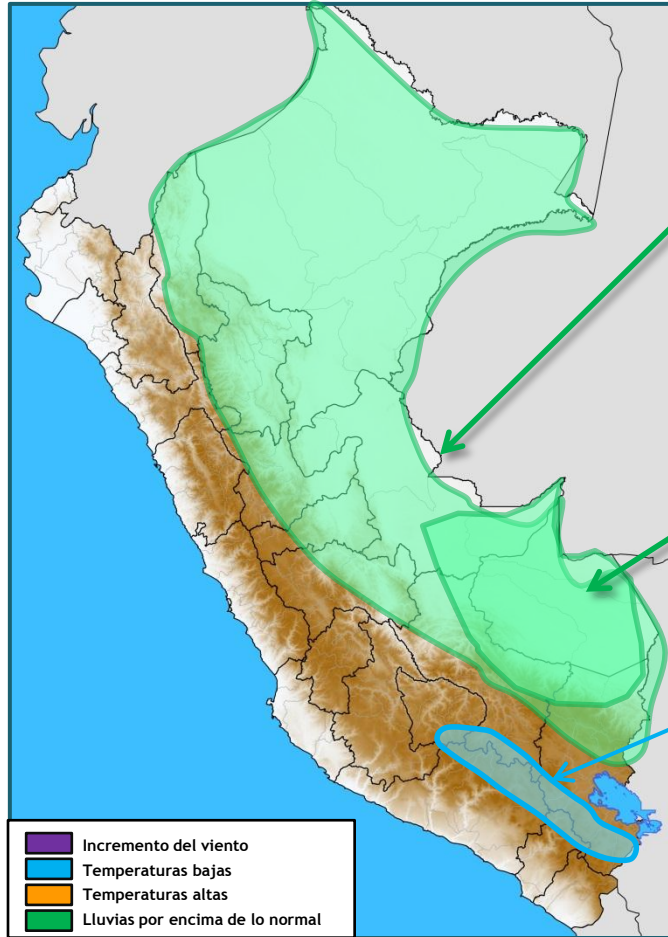 Incremento del viento
Temperaturas bajas
Temperaturas altas
Lluvias por encima de lo normal